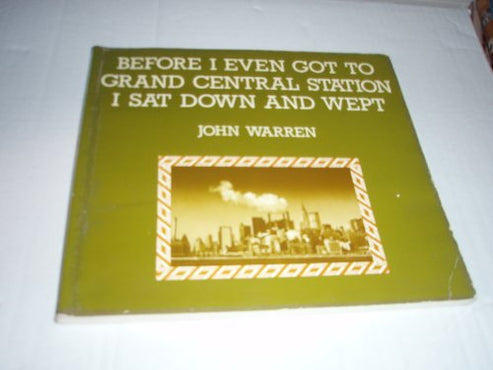 BEFORE I EVEN GOT TO
GRAND CENTRAL STATION
I SAT DOWN AND WEPT
JOHN WARREN